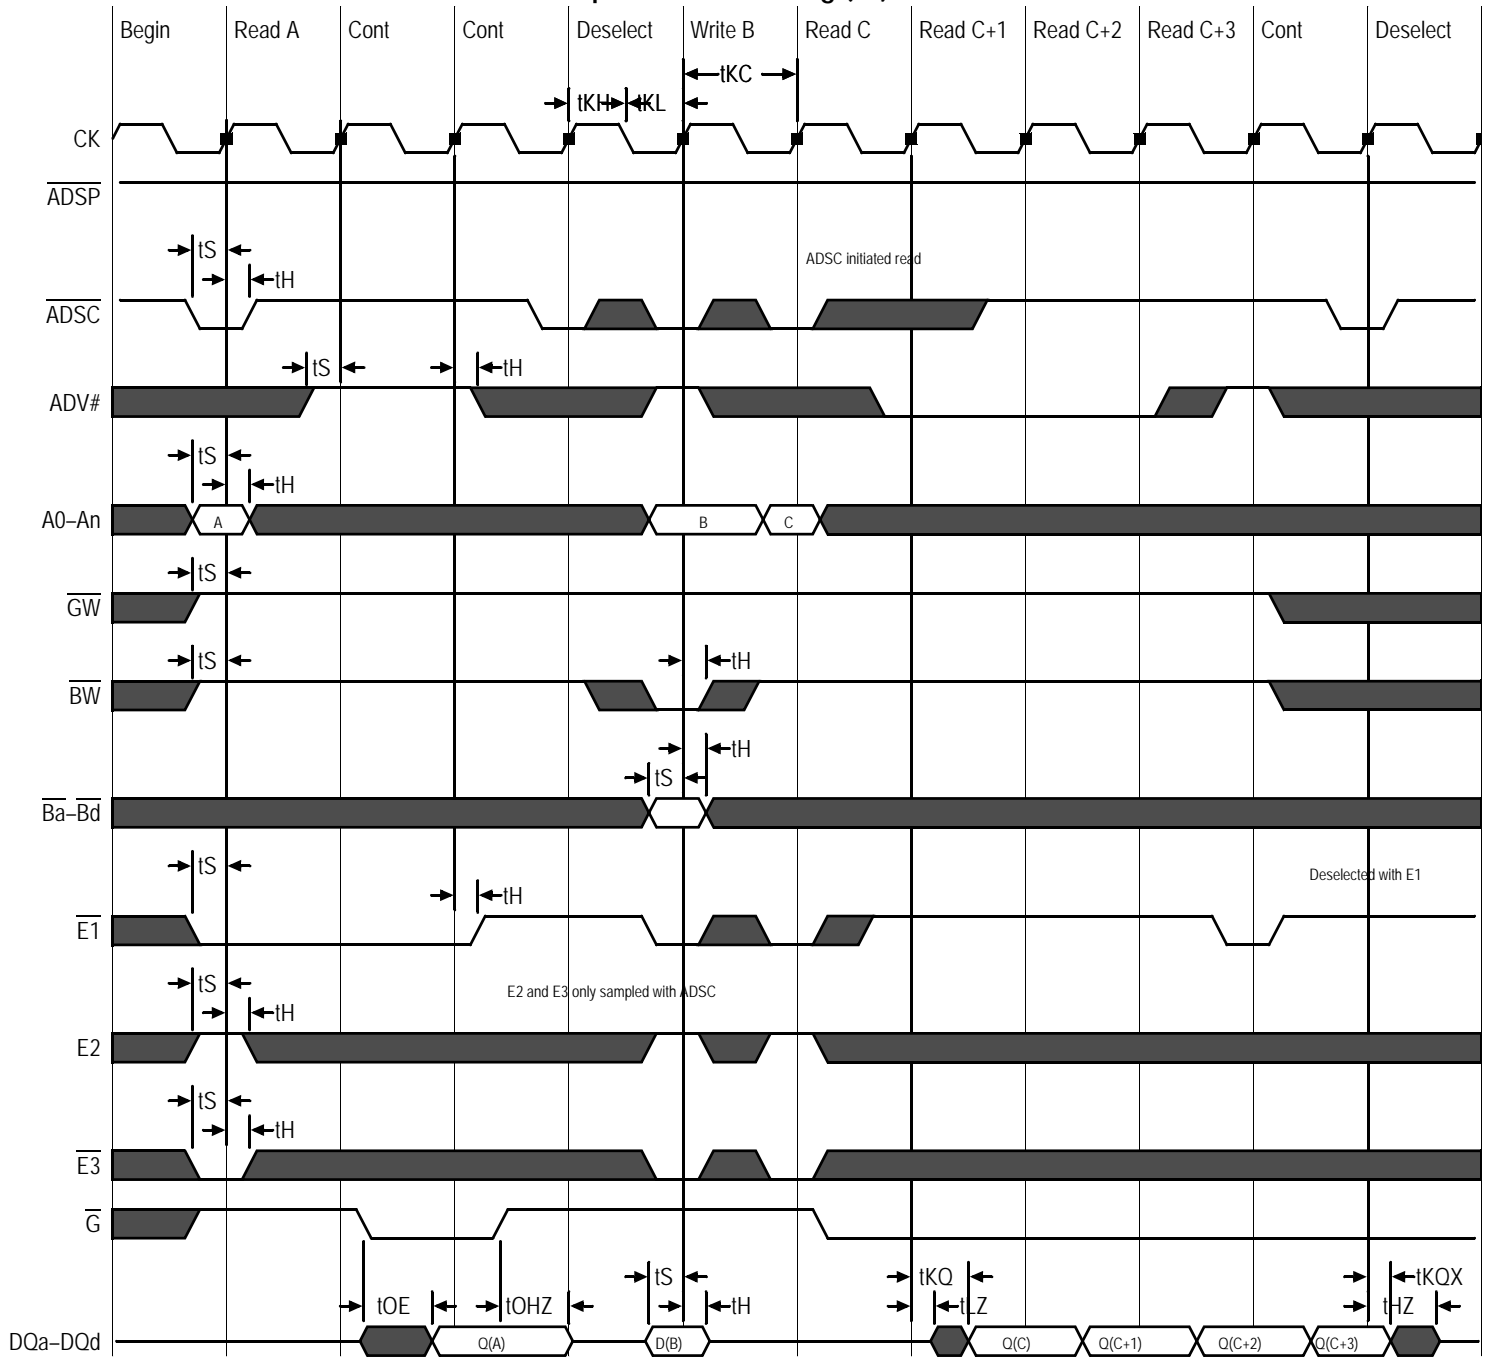 Begin Read A Cont Cont Deselect Write B Read C Read C+1 Read C+2 Read C+3 Cont Deselect
tKC
tKH tKL
CK
ADSP
tS
ADSC initiated read
tH
ADSC
tS tH
ADV#
tS
tH
A0–An A B C
tS
GW
tS tH
BW
tH
tS
Ba–Bd
tS
Deselected with E1
tH
E1
tS
E2 and E3 only sampled with ADSC
tH
E2
tS
tH
E3
G
tS tKQ tKQX
tOE tOHZ tH tLZ tHZ
DQa–DQd Q(A) D(B) Q(C) Q(C+1) Q(C+2) Q(C+3)